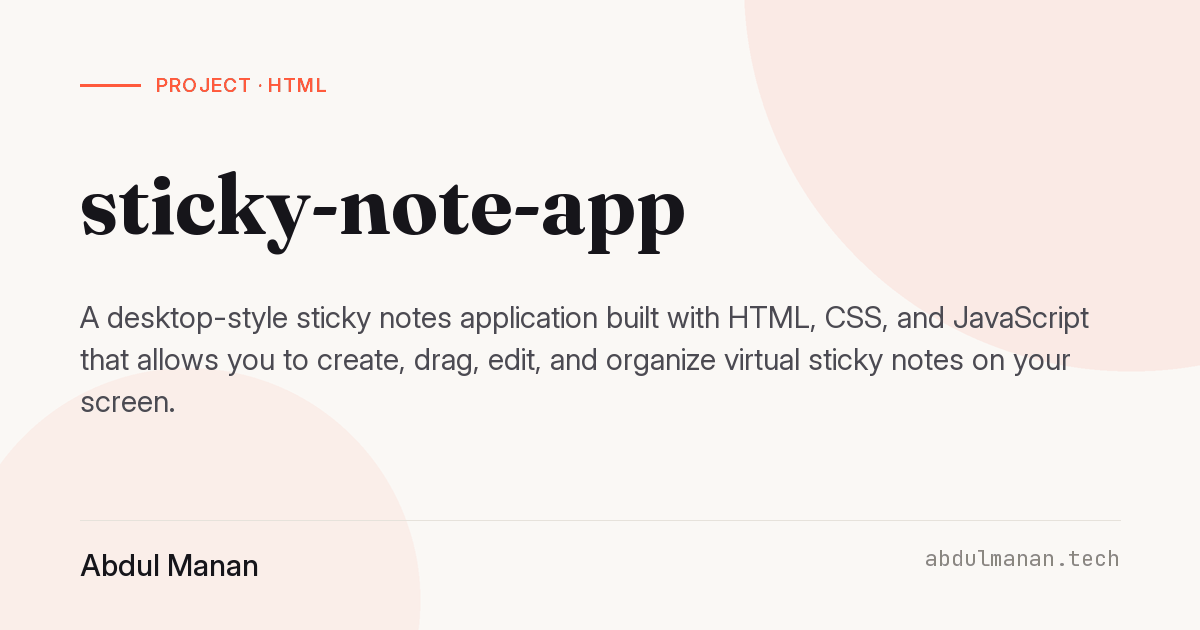 PROJECT · HTML
sticky-note-app
A desktop-style sticky notes application built with HTML, CSS, and JavaScript
that allows you to create, drag, edit, and organize virtual sticky notes on your
screen.
Abdul Manan
abdulmanan.tech